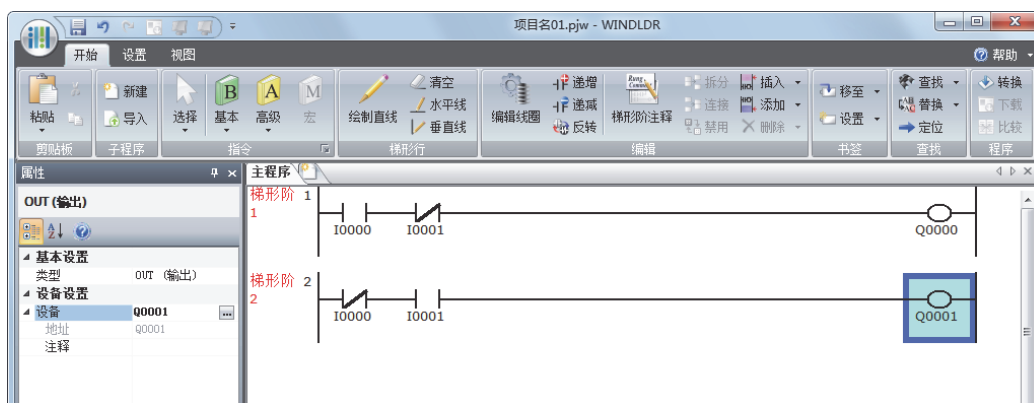 项目名01.pjw - WINDLDR
开始 设置 视图 帮助
粘贴
剪贴板
新建
导入
子程序
选择
B
基本
A
高级
M
宏
指令
绘制直线
清空
水平线
垂直线
梯形行
编辑线圈
递增
递减
反转
Rung Comment
梯形阶注释
拆分
连接
禁用
插入
添加
删除
编辑
移至
设置
书签
查找
替换
定位
查找
转换
下载
比较
程序
属性
OUT (输出)
基本设置
类型 OUT (输出)
设备设置
设备 Q0001 ...
地址 Q0001
注释
主程序
梯形阶 1
1
I0000 I0001 Q0000
梯形阶 2
2
I0000 I0001 Q0001